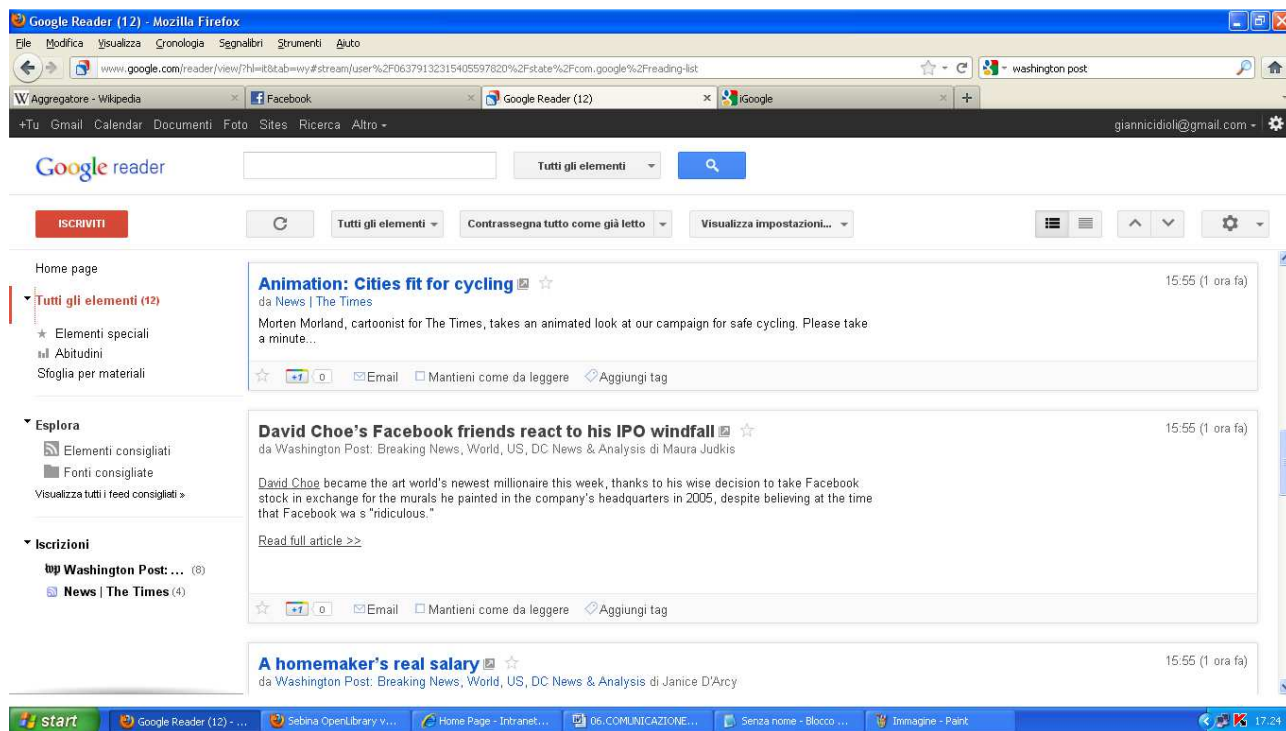 Google Reader (12) - Mozilla Firefox
File Modifica Visualizza Cronologia Segnalibri Strumenti Aiuto
www.google.com/reader/view/?hl=it&tab=wy#stream/user%2F06379132315405597820%2Fstate%2Fcom.google%2Freading-list
washington post
Aggregatore - Wikipedia
Facebook
Google Reader (12)
iGoogle
+Tu Gmail Calendar Documenti Foto Sites Ricerca Altro
giannicidioli@gmail.com
Google reader
Tutti gli elementi
ISCRIVITI
Tutti gli elementi
Contrassegna tutto come già letto
Visualizza impostazioni...
Home page
Tutti gli elementi (12)
Elementi speciali
Abitudini
Sfoglia per materiali
Esplora
Elementi consigliati
Fonti consigliate
Visualizza tutti i feed consigliati »
Iscrizioni
wp Washington Post: ... (8)
News | The Times (4)
Animation: Cities fit for cycling
15:55 (1 ora fa)
da News | The Times
Morten Morland, cartoonist for The Times, takes an animated look at our campaign for safe cycling. Please take
a minute...
+1 0 Email Mantieni come da leggere Aggiungi tag
David Choe's Facebook friends react to his IPO windfall
15:55 (1 ora fa)
da Washington Post: Breaking News, World, US, DC News & Analysis di Maura Judkis
David Choe became the art world's newest millionaire this week, thanks to his wise decision to take Facebook
stock in exchange for the murals he painted in the company's headquarters in 2005, despite believing at the time
that Facebook wa s "ridiculous."
Read full article >>
+1 0 Email Mantieni come da leggere Aggiungi tag
A homemaker's real salary
15:55 (1 ora fa)
da Washington Post: Breaking News, World, US, DC News & Analysis di Janice D'Arcy
start
Google Reader (12) - ...
Sebina OpenLibrary v...
Home Page - Intranet...
06.COMUNICAZIONE...
Senza nome - Blocco ...
Immagine - Paint
17.24